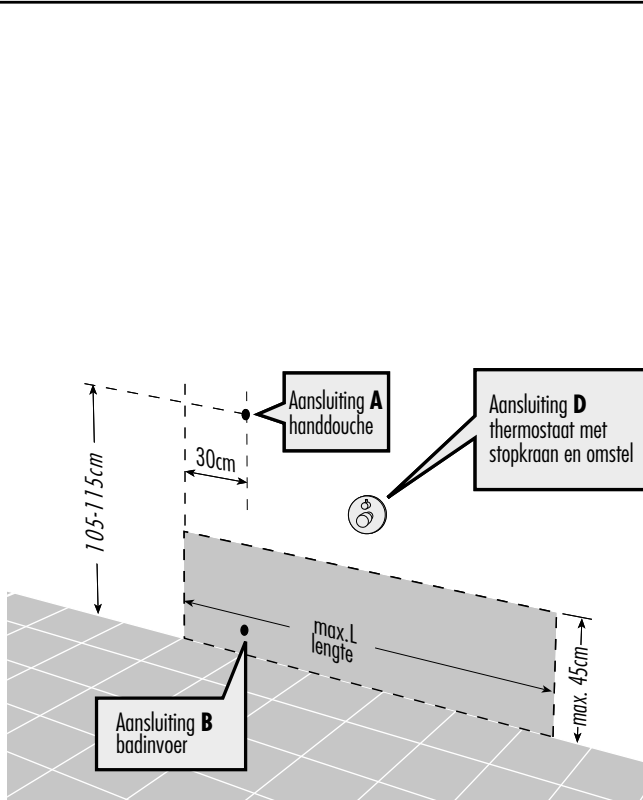 Aansluiting A
handdouche
Aansluiting D
thermostaat met
stopkraan en omstel
30cm
105-115cm
max.L
lengte
max. 45cm
Aansluiting B
badinvoer